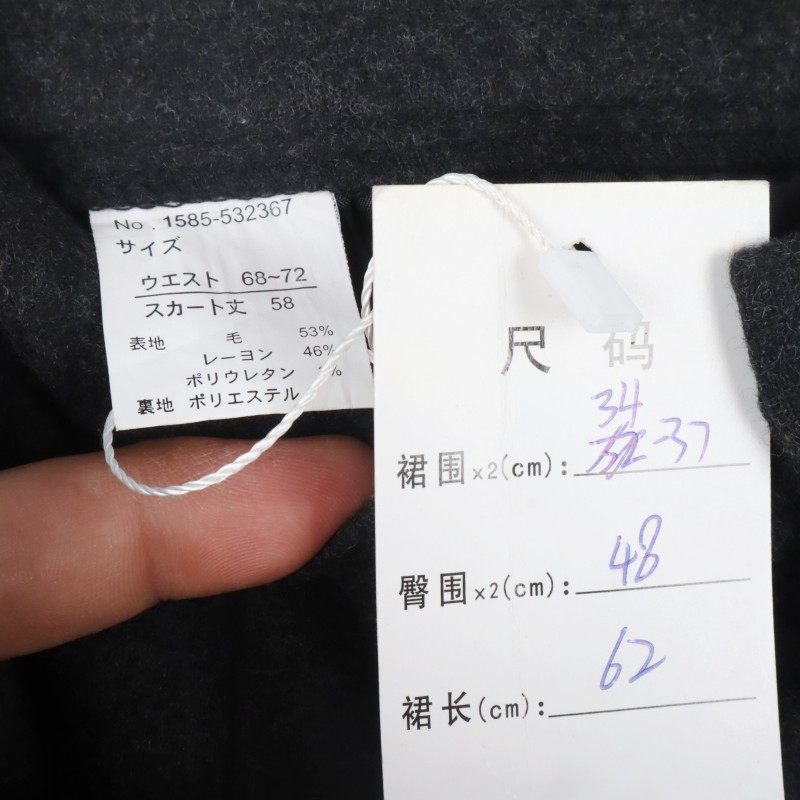 No. 1585-532367
サイズ
ウエスト 68~72
スカート丈 58
表地 毛 53%
レーヨン 46%
ポリウレタン %
裏地 ポリエステル
尺 码
34
裙围×2(cm): -37
臀围×2(cm): 48
裙长(cm): 62